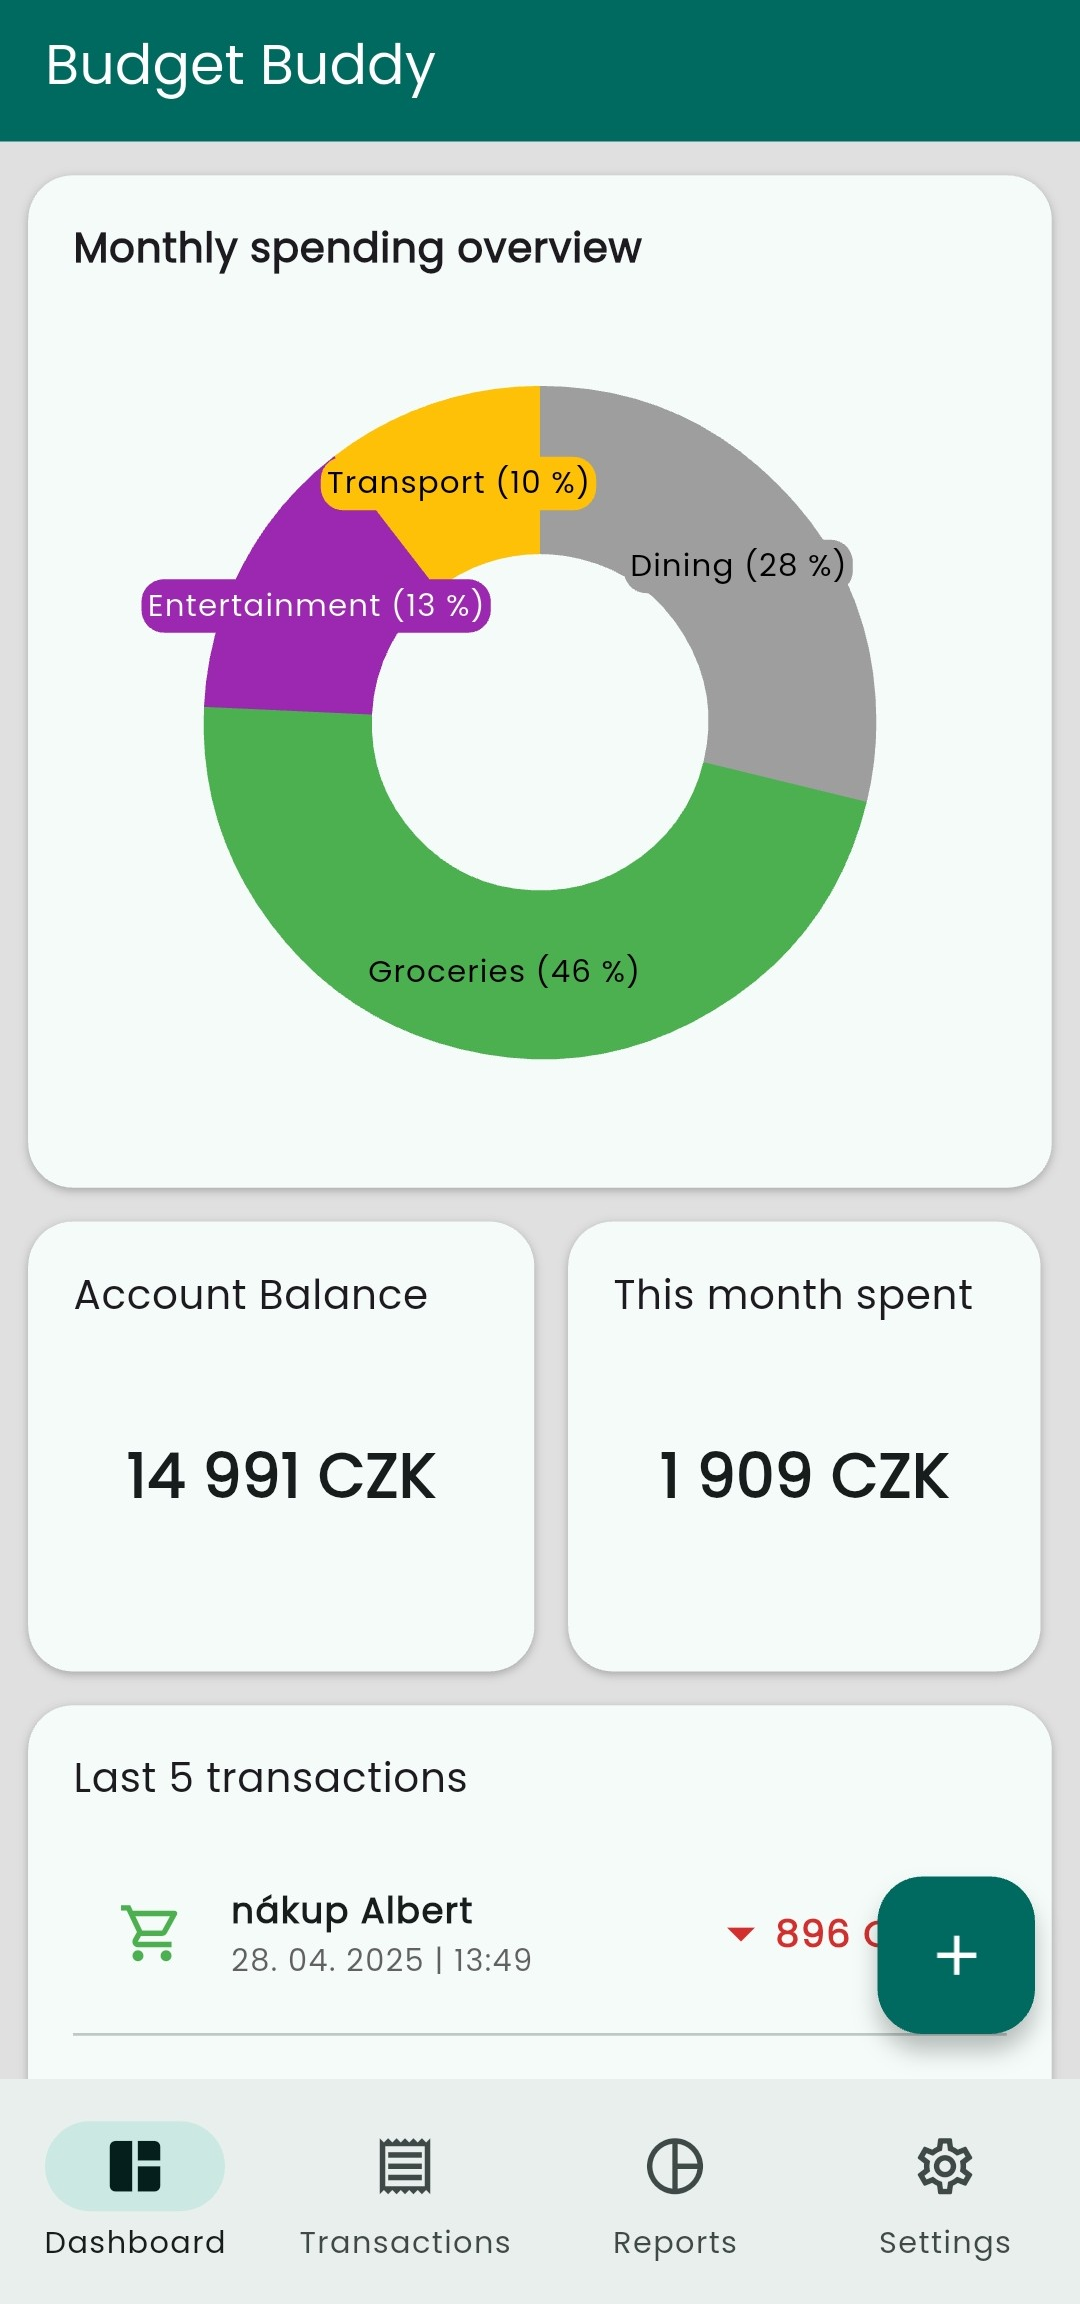 Budget Buddy
Monthly spending overview
Transport (10 %)
Dining (28 %)
Entertainment (13 %)
Groceries (46 %)
Account Balance
14 991 CZK
This month spent
1 909 CZK
Last 5 transactions
nákup Albert
28. 04. 2025 | 13:49
896
Dashboard
Transactions
Reports
Settings